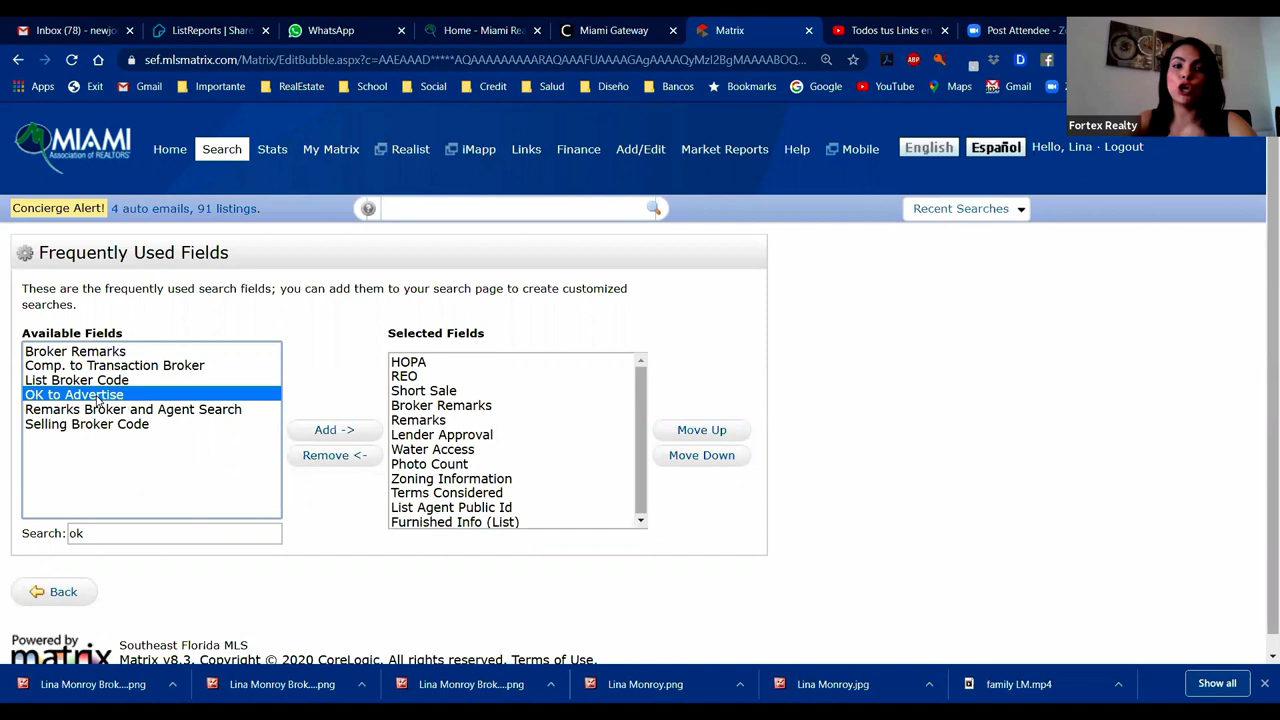 Inbox (78) – newjo
ListReports | S
WhatsApp
Home - Miami Re
Miami Gateway
Matrix
Todos tus Links en
Post Attendee - Z
sef.mlsmatrix.com/Matrix/EditBubble.aspx?c=AAEAAAD*****AQAAAAAAAAARAQAAAFUAAAAGAgAAAAQyMzI2BgMAAAABOQ...
Apps
Exit
Gmail
Importante
RealEstate
School
Social
Credit
Salud
Diseño
Bancos
Bookmarks
Google
YouTube
Maps
Gmail
Fortex Realty
MIAMI
Association of REALTORS®
Home
Search
Stats
My Matrix
Realist
iMapp
Links
Finance
Add/Edit
Market Reports
Help
Mobile
English
Español
Hello, Lina · Logout
Concierge Alert! 4 auto emails, 91 listings.
Recent Searches
Frequently Used Fields
These are the frequently used search fields; you can add them to your search page to create customized
searches.
Available Fields
Broker Remarks
Comp. to Transaction Broker
List Broker Code
OK to Advertise
Remarks Broker and Agent Search
Selling Broker Code
Search: ok
Add ->
Remove <-
Selected Fields
HOPA
REO
Short Sale
Broker Remarks
Remarks
Lender Approval
Water Access
Photo Count
Zoning Information
Terms Considered
List Agent Public Id
Furnished Info (List)
Move Up
Move Down
Back
Powered by
matrix
Southeast Florida MLS
Matrix v8.3. Copyright © 2020 CoreLogic. All rights reserved. Terms of Use.
Lina Monroy Brok....png
Lina Monroy Brok....png
Lina Monroy Brok....png
Lina Monroy.png
Lina Monroy.jpg
family LM.mp4
Show all